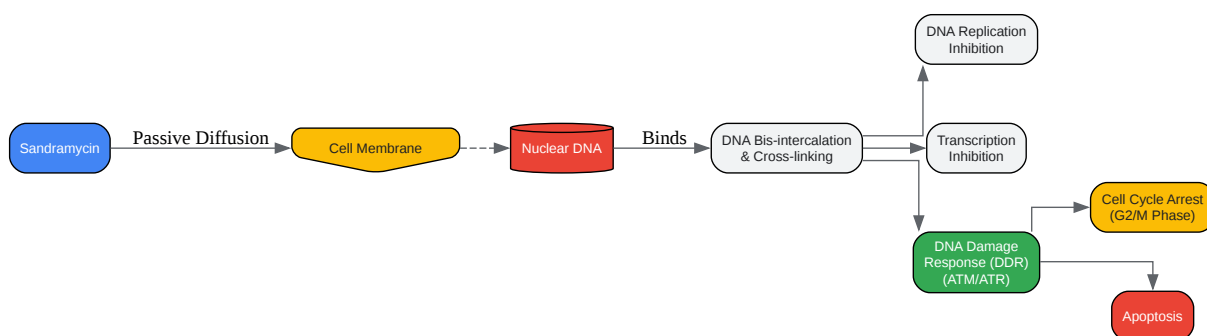 Sandramycin
Passive Diffusion
Cell Membrane
Nuclear DNA
Binds
DNA Bis-intercalation
& Cross-linking
DNA Replication
Inhibition
Transcription
Inhibition
DNA Damage
Response (DDR)
(ATM/ATR)
Cell Cycle Arrest
(G2/M Phase)
Apoptosis